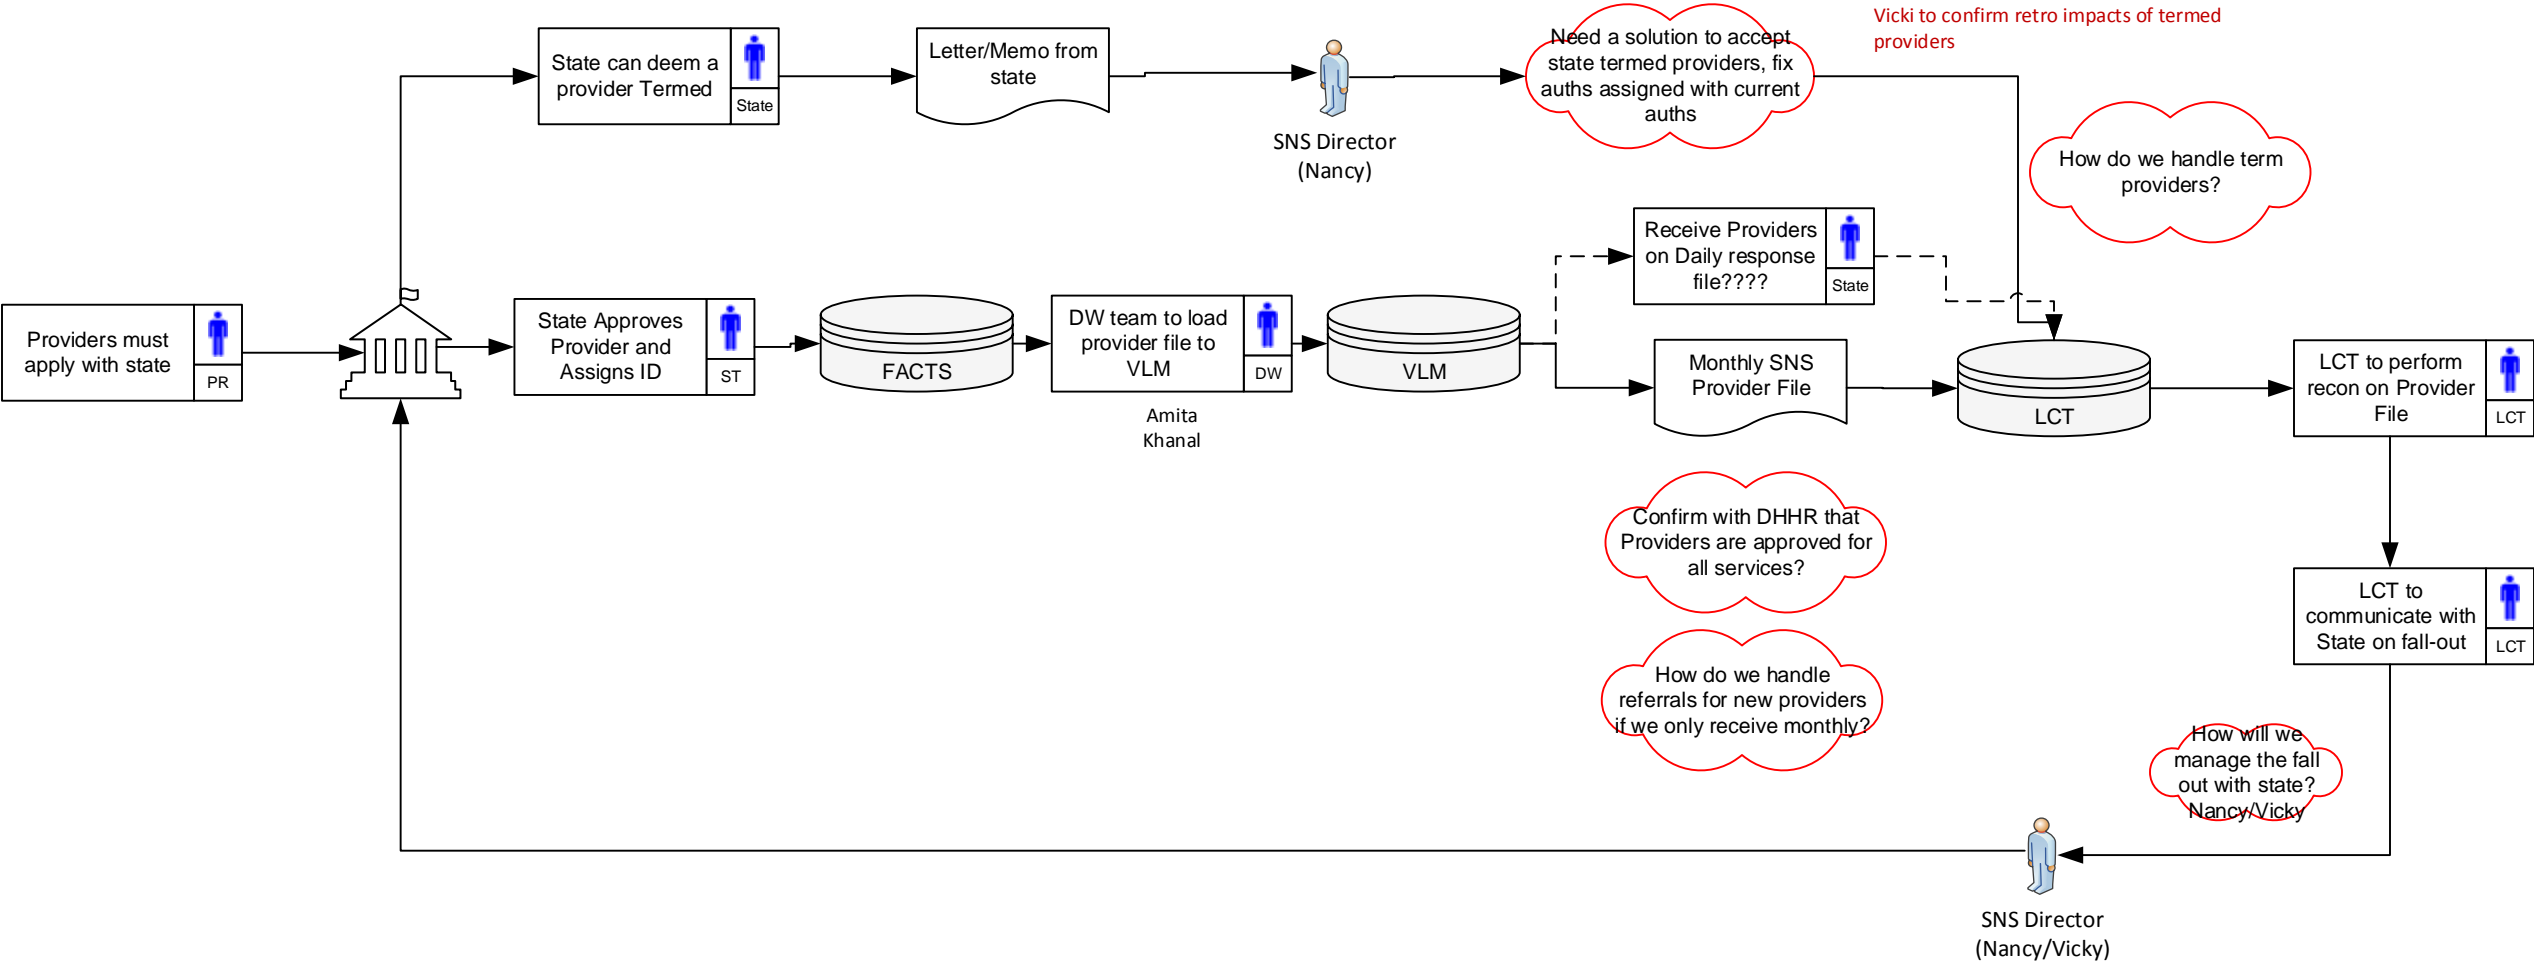 Vicki to confirm retro impacts of termed
providers
State can deem a
provider Termed
State
Letter/Memo from
state
SNS Director
(Nancy)
Need a solution to accept
state termed providers, fix
auths assigned with current
auths
How do we handle term
providers?
Receive Providers
on Daily response
file????
State
Providers must
apply with state
PR
State Approves
Provider and
Assigns ID
ST
FACTS
DW team to load
provider file to
VLM
DW
Amita
Khanal
VLM
Monthly SNS
Provider File
LCT
LCT to perform
recon on Provider
File
LCT
Confirm with DHHR that
Providers are approved for
all services?
LCT to
communicate with
State on fall-out
LCT
How do we handle
referrals for new providers
if we only receive monthly?
How will we
manage the fall
out with state?
Nancy/Vicky
SNS Director
(Nancy/Vicky)